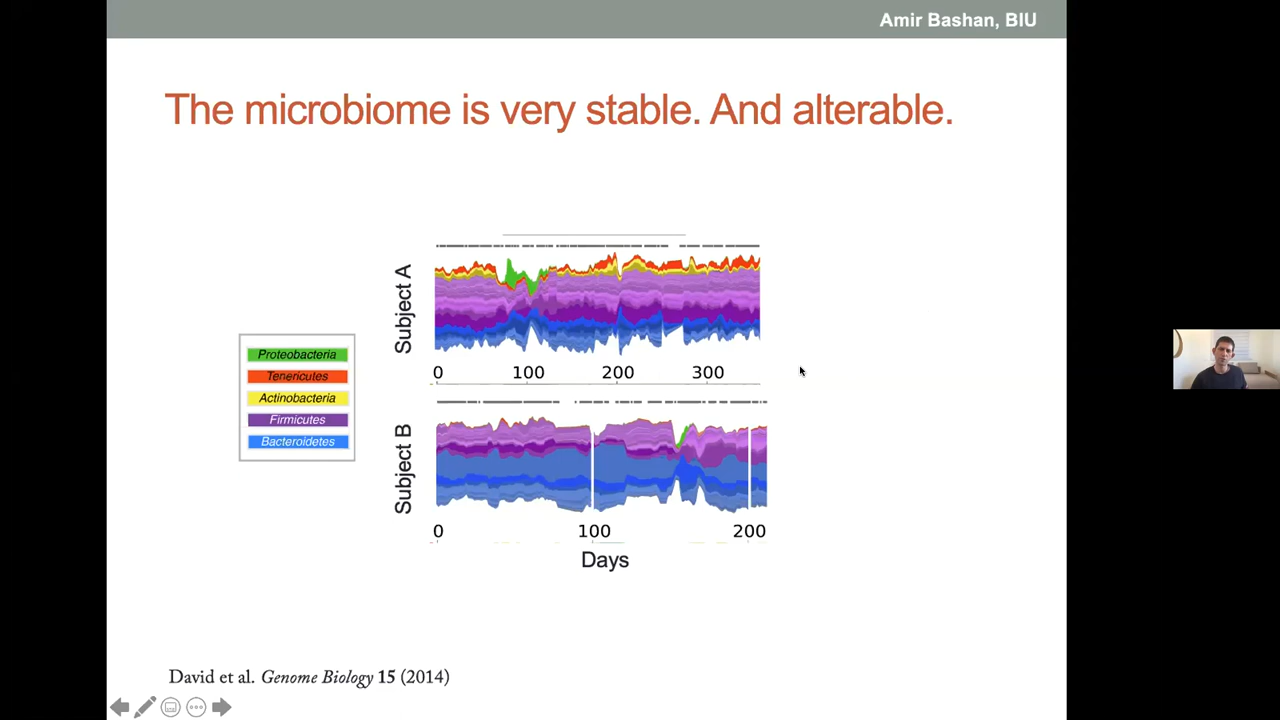 Amir Bashan, BIU
The microbiome is very stable. And alterable.
Subject A
0 100 200 300
Proteobacteria
Tenericutes
Actinobacteria
Firmicutes
Bacteroidetes
Subject B
0 100 200
Days
David et al. Genome Biology 15 (2014)